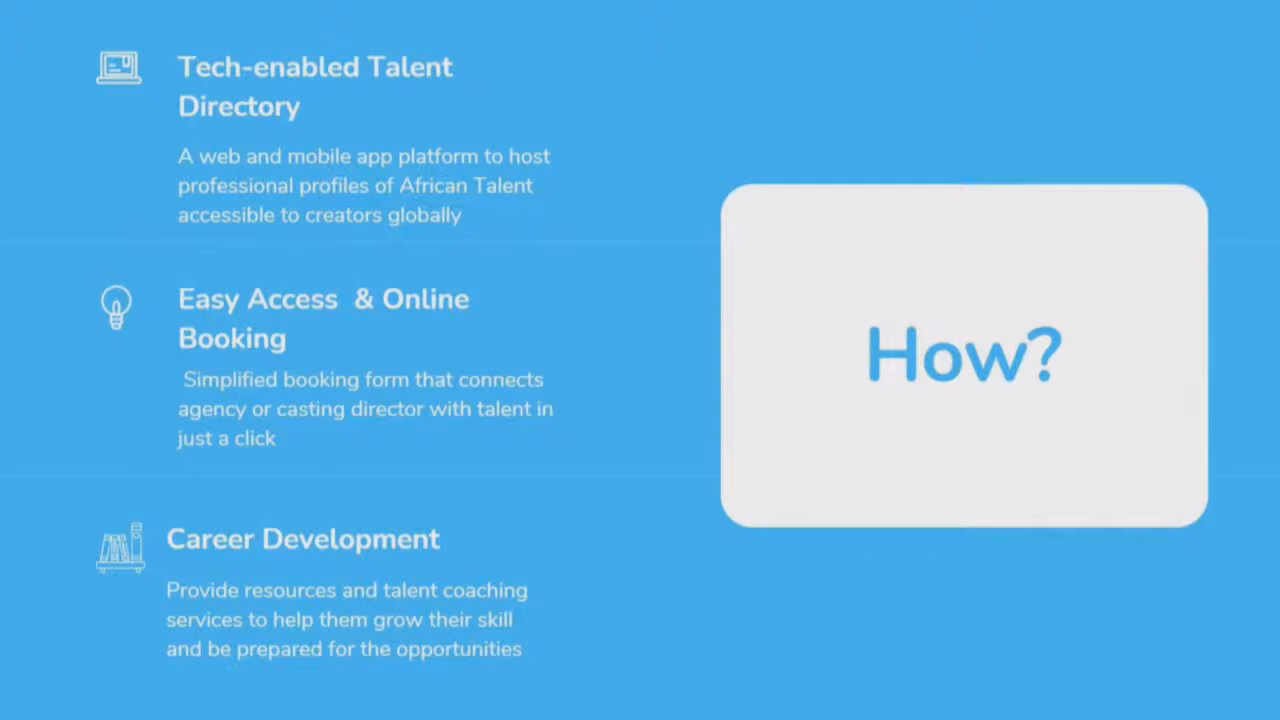 Tech-enabled Talent
Directory
A web and mobile app platform to host
professional profiles of African Talent
accessible to creators globally
Easy Access & Online
Booking
Simplified booking form that connects
agency or casting director with talent in
just a click
Career Development
Provide resources and talent coaching
services to help them grow their skill
and be prepared for the opportunities
How?